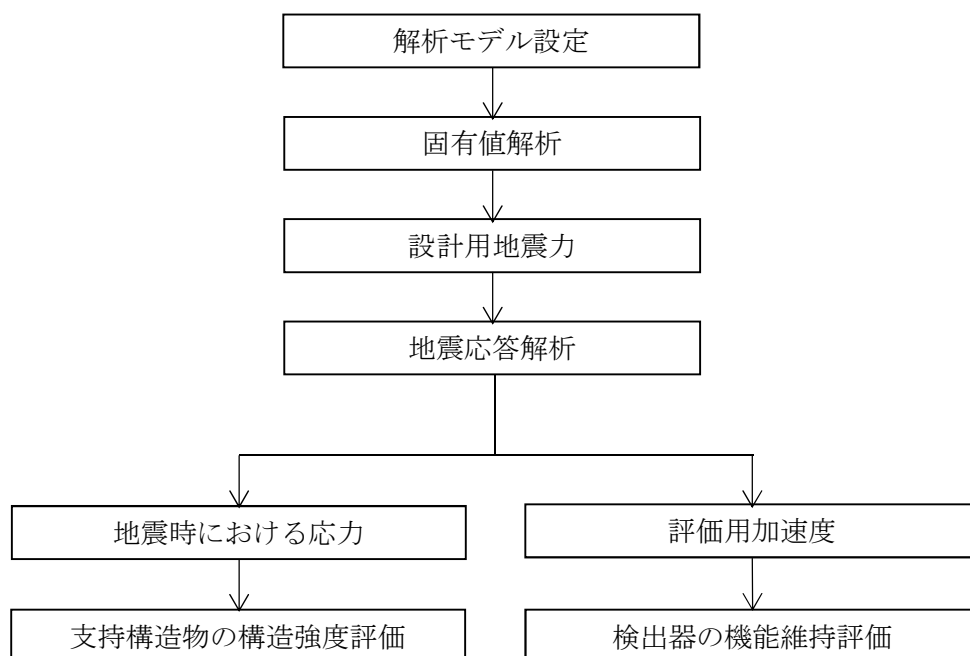 解析モデル設定
固有値解析
設計用地震力
地震応答解析
地震時における応力
評価用加速度
支持構造物の構造強度評価
検出器の機能維持評価